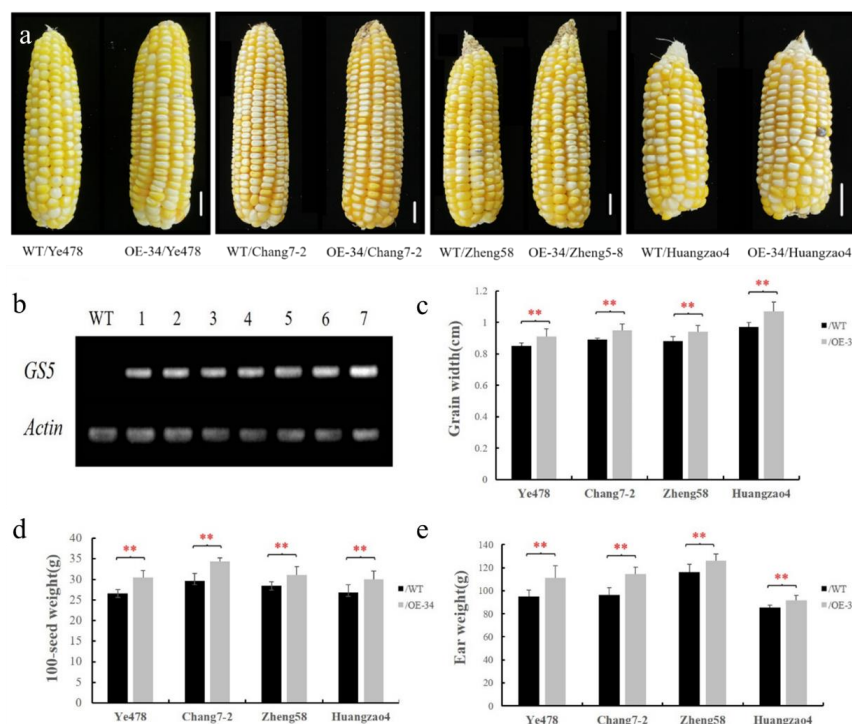 a
WT/Ye478 OE-34/Ye478 WT/Chang7-2 OE-34/Chang7-2 WT/Zheng58 OE-34/Zheng5-8 WT/Huangzao4 OE-34/Huangzao4
b
WT 1 2 3 4 5 6 7
GS5
Actin
c
Grain width(cm)
1.2
1
0.8
0.6
0.4
0.2
0
** ** ** **
/WT
/OE-3
Ye478 Chang7-2 Zheng58 Huangzao4
d
100-seed weight(g)
45
40
35
30
25
20
15
10
5
0
** ** ** **
/WT
/OE-34
Ye478 Chang7-2 Zheng58 Huangzao4
e
Ear weight(g)
140
120
100
80
60
40
20
0
** ** ** **
/WT
/OE-3
Ye478 Chang7-2 Zheng58 Huangzao4